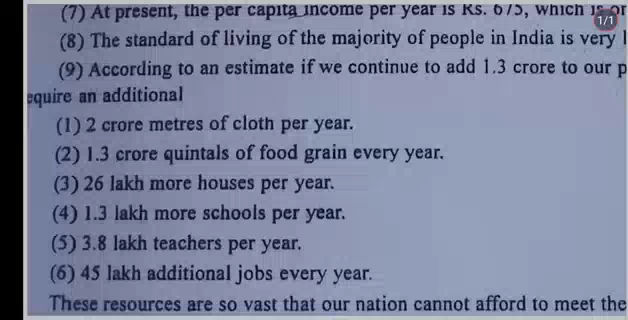 (7) At present, the per capita income per year is Rs. 675, which is
(8) The standard of living of the majority of people in India is very
(9) According to an estimate if we continue to add 1.3 crore to our
equire an additional
(1) 2 crore metres of cloth per year.
(2) 1.3 crore quintals of food grain every year.
(3) 26 lakh more houses per year.
(4) 1.3 lakh more schools per year.
(5) 3.8 lakh teachers per year.
(6) 45 lakh additional jobs every year.
These resources are so vast that our nation cannot afford to meet the
1/1